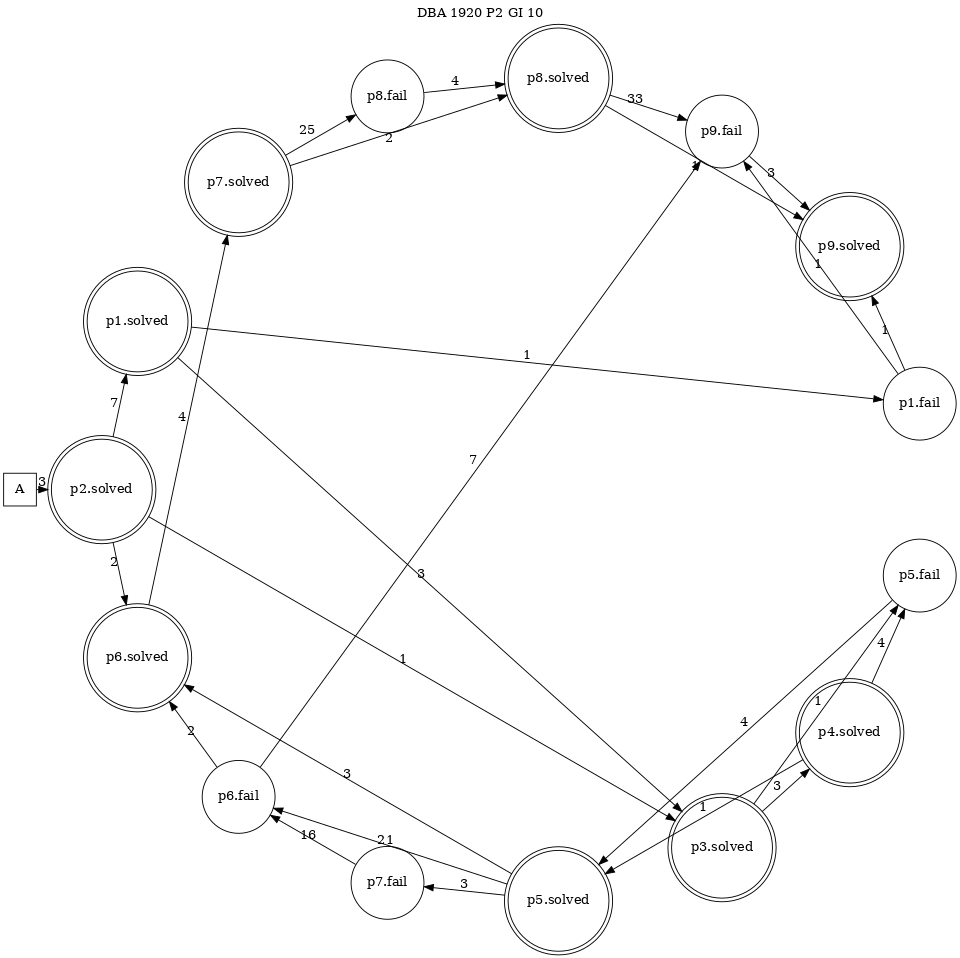 DBA 1920 P2 GI 10
p8.solved
p8.fail
4
33
p9.fail
25
2
p7.solved
1
3
p9.solved
1
p1.solved
1
1
7
4
p1.fail
A
3
p2.solved
7
2
3
p5.fail
p6.solved
1
4
2
4
1
p4.solved
3
3
p6.fail
1
16
21
p3.solved
p7.fail
3
p5.solved